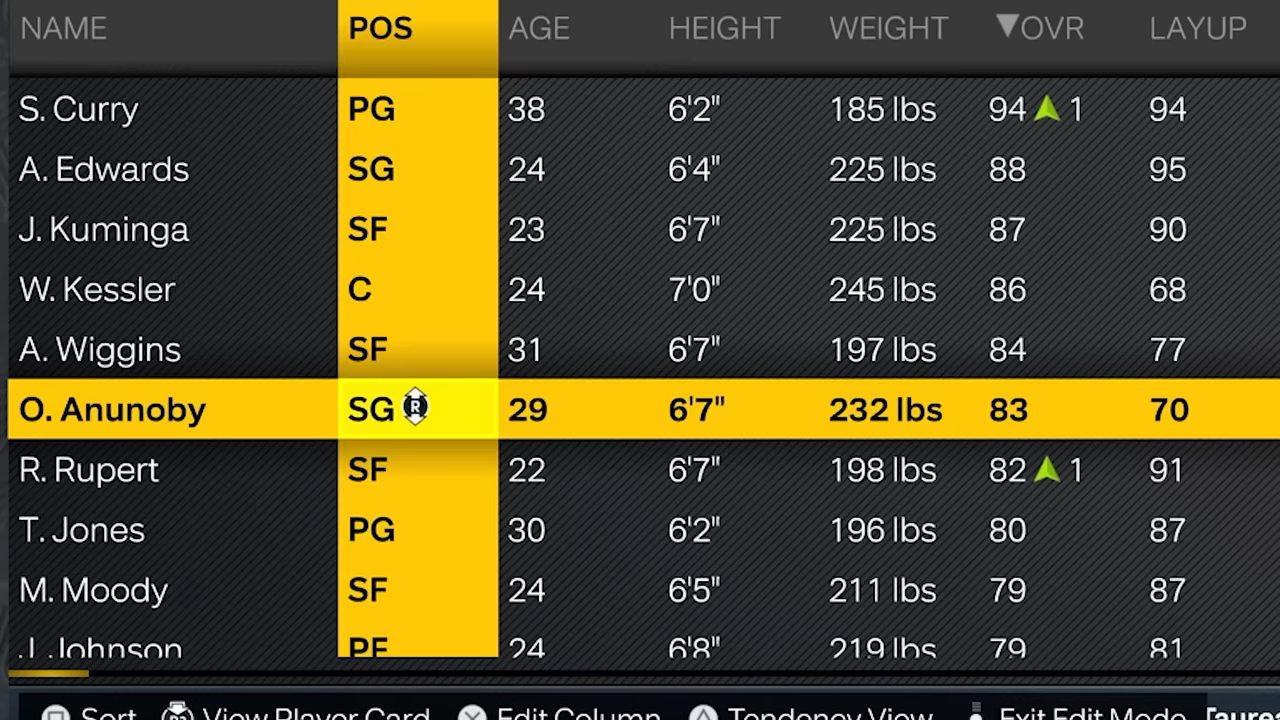 NAME POS AGE HEIGHT WEIGHT ▼OVR LAYUP
S. Curry PG 38 6'2" 185 lbs 94 ▲ 1 94
A. Edwards SG 24 6'4" 225 lbs 88 95
J. Kuminga SF 23 6'7" 225 lbs 87 90
W. Kessler C 24 7'0" 245 lbs 86 68
A. Wiggins SF 31 6'7" 197 lbs 84 77
O. Anunoby SG R 29 6'7" 232 lbs 83 70
R. Rupert SF 22 6'7" 198 lbs 82 ▲ 1 91
T. Jones PG 30 6'2" 196 lbs 80 87
M. Moody SF 24 6'5" 211 lbs 79 87
J. Johnson PF 24 6'8" 219 lbs 79 81
Sort View Player Card Edit Column Tendency View Exit Edit Mode